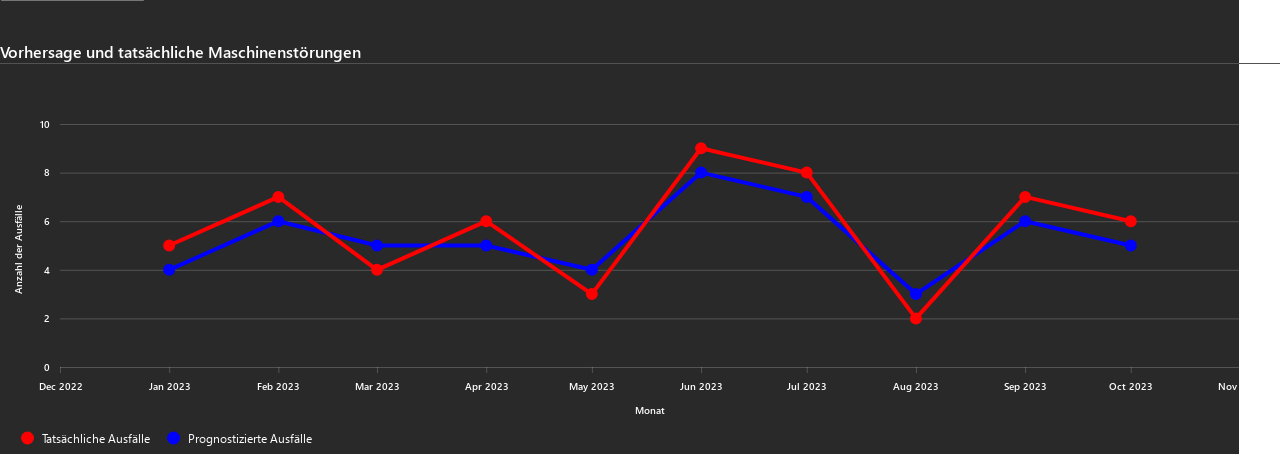 Vorhersage und tatsächliche Maschinenstörungen
10
8
6
4
2
0
Anzahl der Ausfälle
Dec 2022 Jan 2023 Feb 2023 Mar 2023 Apr 2023 May 2023 Jun 2023 Jul 2023 Aug 2023 Sep 2023 Oct 2023 Nov
Monat
Tatsächliche Ausfälle Prognostizierte Ausfälle